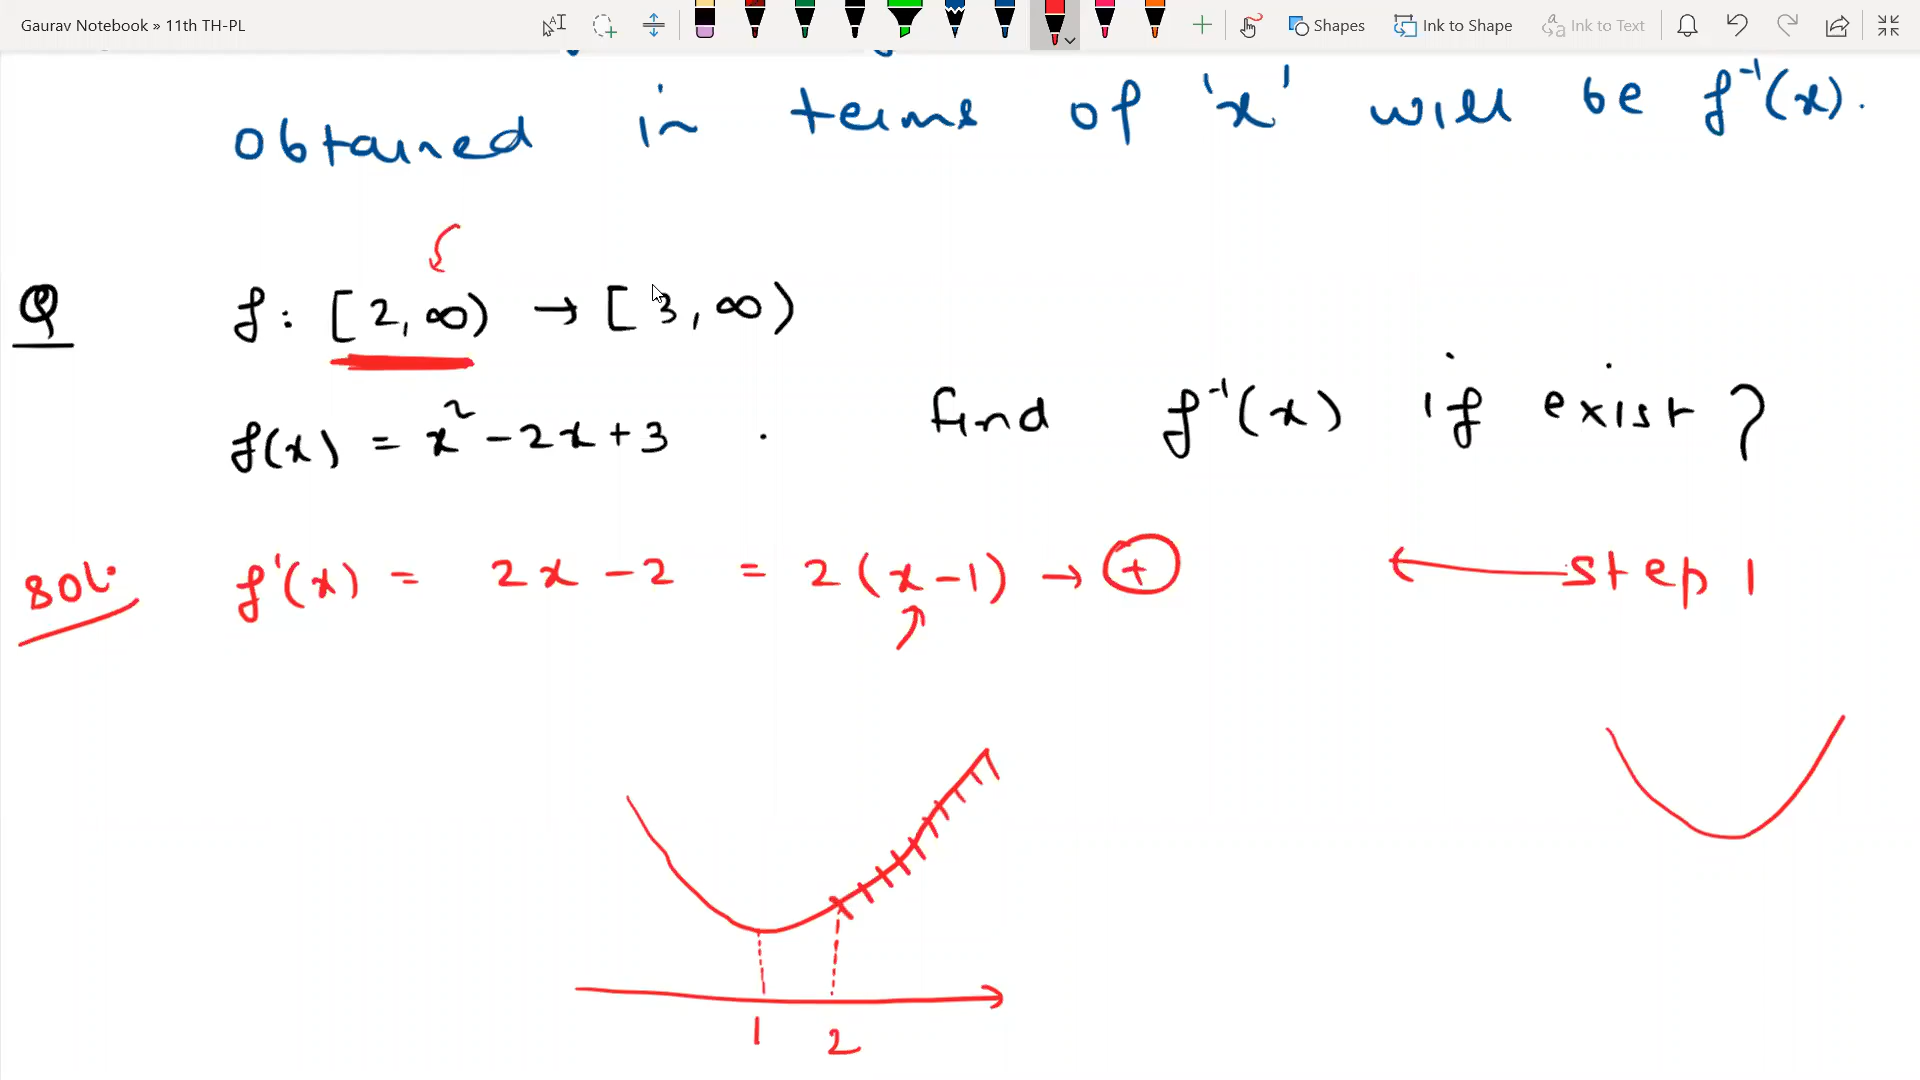 Gaurav Notebook » 11th TH-PL
Shapes Ink to Shape Ink to Text
obtained in terms of 'x' will be f⁻¹(x).
Q f: [2, ∞) → [3, ∞)
f(x) = x² - 2x + 3 . find f⁻¹(x) if exist?
Sol. f'(x) = 2x - 2 = 2(x - 1) → + ← step 1
1 2